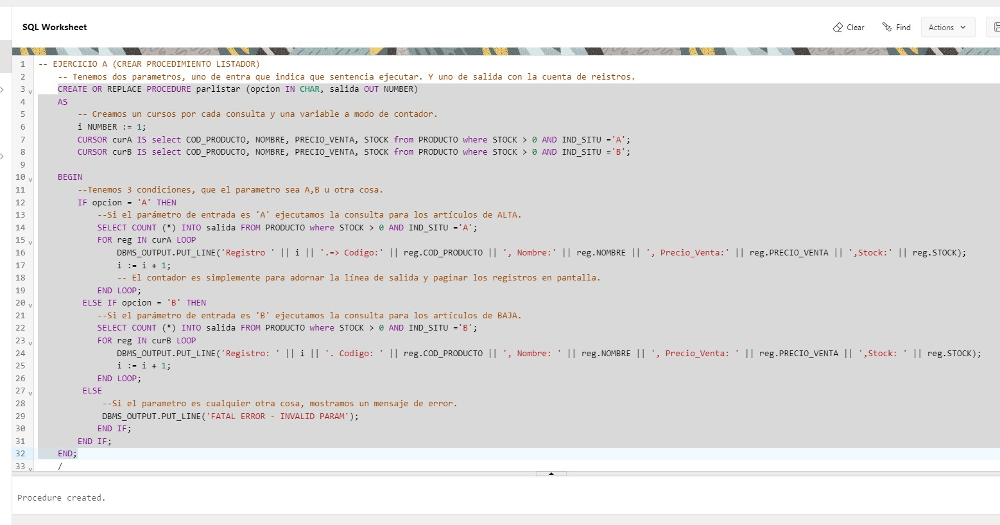 SQL Worksheet
Clear
Find
Actions
1 -- EJERCICIO A (CREAR PROCEDIMIENTO LISTADOR)
2 -- Tenemos dos parametros, uno de entra que indica que sentencia ejecutar. Y uno de salida con la cuenta de reistros.
3 CREATE OR REPLACE PROCEDURE parlistar (opcion IN CHAR, salida OUT NUMBER)
4 AS
5 -- Creamos un cursos por cada consulta y una variable a modo de contador.
6 i NUMBER := 1;
7 CURSOR curA IS select COD_PRODUCTO, NOMBRE, PRECIO_VENTA, STOCK from PRODUCTO where STOCK > 0 AND IND_SITU ='A';
8 CURSOR curB IS select COD_PRODUCTO, NOMBRE, PRECIO_VENTA, STOCK from PRODUCTO where STOCK > 0 AND IND_SITU ='B';
9
10 BEGIN
11 --Tenemos 3 condiciones, que el parametro sea A,B u otra cosa.
12 IF opcion = 'A' THEN
13 --Si el parámetro de entrada es 'A' ejecutamos la consulta para los artículos de ALTA.
14 SELECT COUNT (*) INTO salida FROM PRODUCTO where STOCK > 0 AND IND_SITU ='A';
15 FOR reg IN curA LOOP
16 DBMS_OUTPUT.PUT_LINE('Registro ' || i || '.=> Codigo:' || reg.COD_PRODUCTO || ', Nombre:' || reg.NOMBRE || ', Precio_Venta:' || reg.PRECIO_VENTA || ',Stock:' || reg.STOCK);
17 i := i + 1;
18 -- El contador es simplemente para adornar la línea de salida y paginar los registros en pantalla.
19 END LOOP;
20 ELSE IF opcion = 'B' THEN
21 --Si el parámetro de entrada es 'B' ejecutamos la consulta para los artículos de BAJA.
22 SELECT COUNT (*) INTO salida FROM PRODUCTO where STOCK > 0 AND IND_SITU ='B';
23 FOR reg IN curB LOOP
24 DBMS_OUTPUT.PUT_LINE('Registro: ' || i || '. Codigo: ' || reg.COD_PRODUCTO || ', Nombre: ' || reg.NOMBRE || ', Precio_Venta: ' || reg.PRECIO_VENTA || ',Stock: ' || reg.STOCK);
25 i := i + 1;
26 END LOOP;
27 ELSE
28 --Si el parametro es cualquier otra cosa, mostramos un mensaje de error.
29 DBMS_OUTPUT.PUT_LINE('FATAL ERROR - INVALID PARAM');
30 END IF;
31 END IF;
32 END;
33 /
Procedure created.